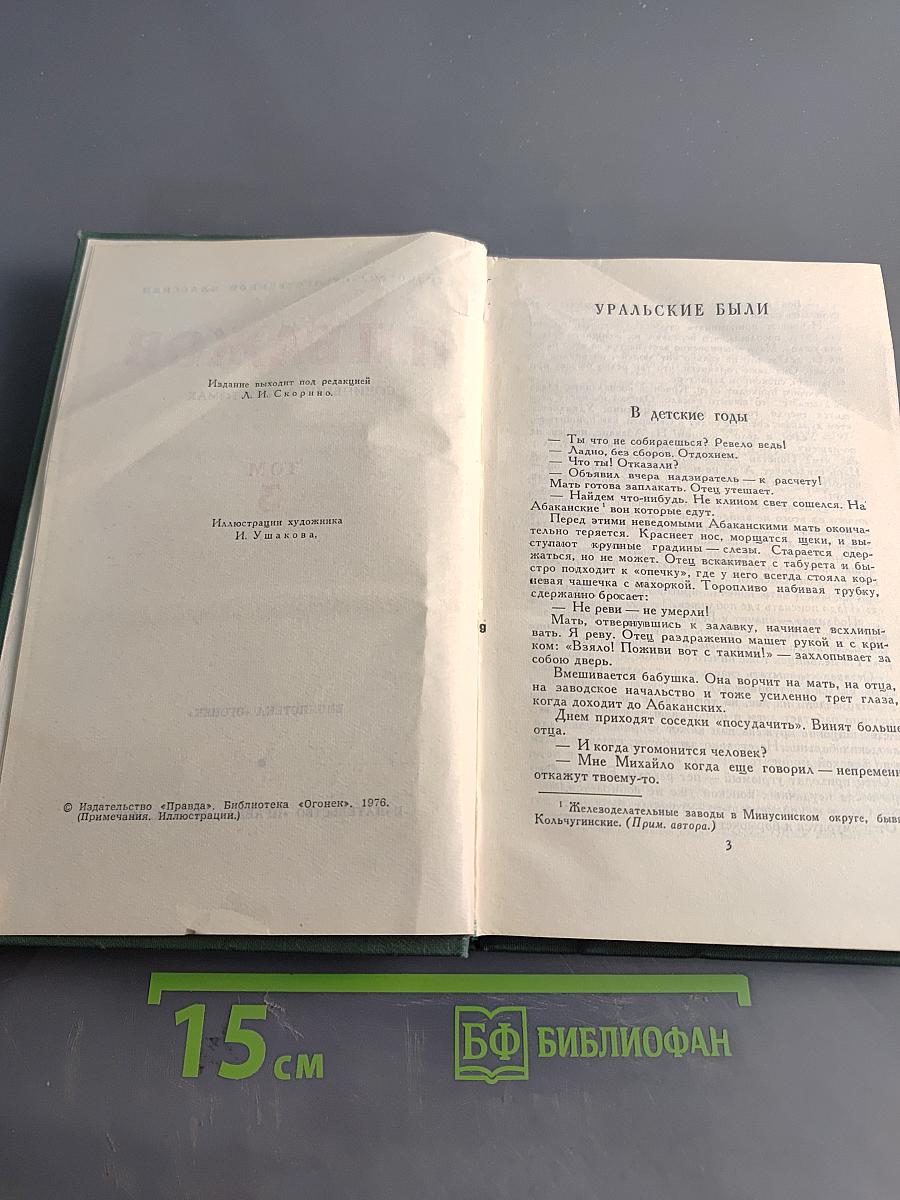 Издание выходит под редакцией
Л. И. Скорино.
Иллюстрации художника
И. Ушакова.
© Издательство «Правда». Библиотека «Огонек». 1976.
(Примечания. Иллюстрации.)
УРАЛЬСКИЕ БЫЛИ
В детские годы
— Ты что не собираешься? Ревело ведь!
— Ладно, без сборов. Отдохнем.
— Что ты! Отказали?
— Объявил вчера надзиратель — к расчету!
Мать готова заплакать. Отец утешает.
— Найдем что-нибудь. Не клином свет сошелся. На
Абаканские¹ вон которые едут.
Перед этими неведомыми Абаканскими мать оконча-
тельно теряется. Краснеет нос, морщатся щеки, и вы-
ступают крупные градины — слезы. Старается сдер-
жаться, но не может. Отец вскакивает с табурета и бы-
стро подходит к «опечку», где у него всегда стояла кор-
невая чашечка с махоркой. Торопливо набивая трубку,
сдержанно бросает:
— Не реви — не умерли!
Мать, отвернувшись к залавку, начинает всхлипы-
вать. Я реву. Отец раздраженно машет рукой и с кри-
ком: «Взяло! Поживи вот с такими!» — захлопывает за
собою дверь.
Вмешивается бабушка. Она ворчит на мать, на отца,
на заводское начальство и тоже усиленно трет глаза,
когда доходит до Абаканских.
Днем приходят соседки «посудачить». Винят больше
отца.
— И когда угомонится человек?
— Мне Михайло когда еще говорил — непременн
откажут твоему-то.
¹ Железоделательные заводы в Минусинском округе, бывш
Кольчугинские. (Прим. автора.)
3
15 см
БФ БИБЛИОФАН